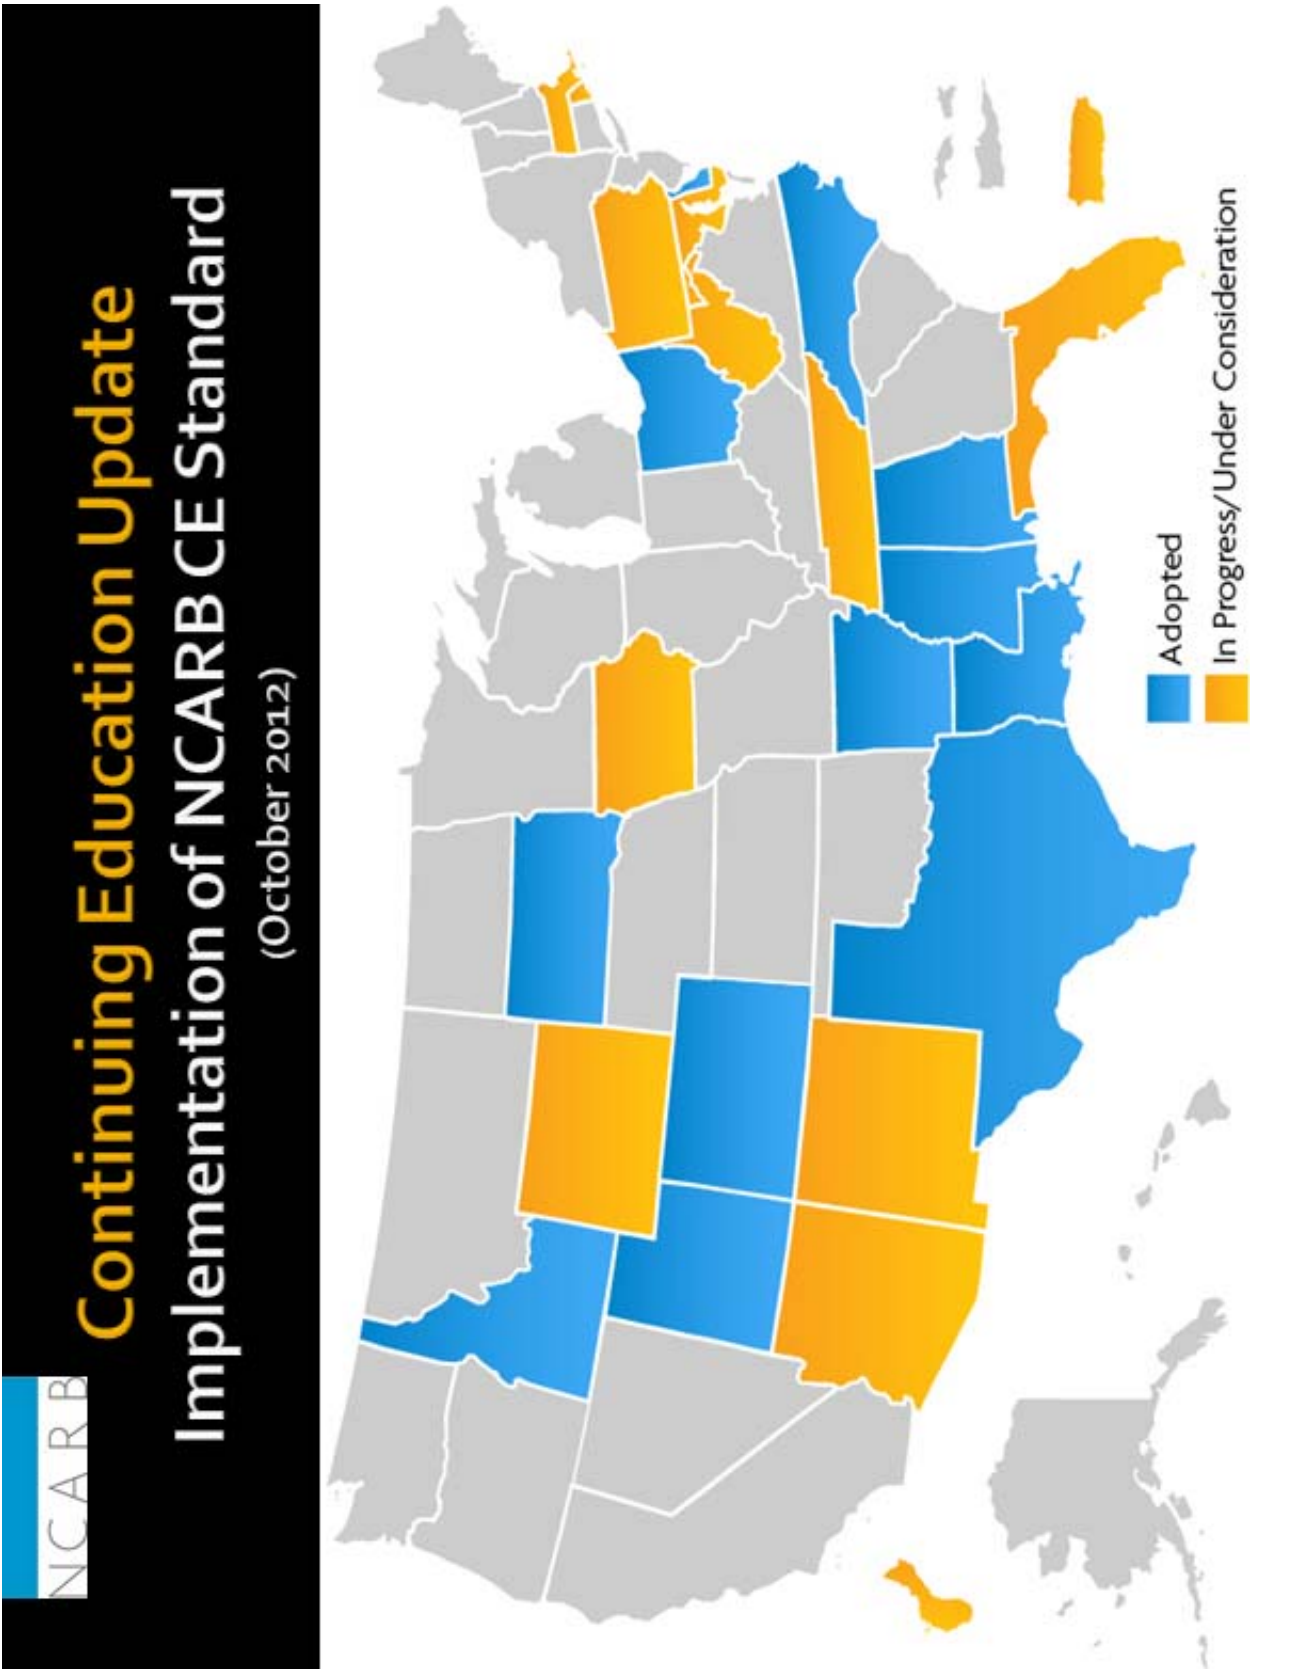 NCARB
Continuing Education Update
Implementation of NCARB CE Standard
(October 2012)
Adopted
In Progress/Under Consideration